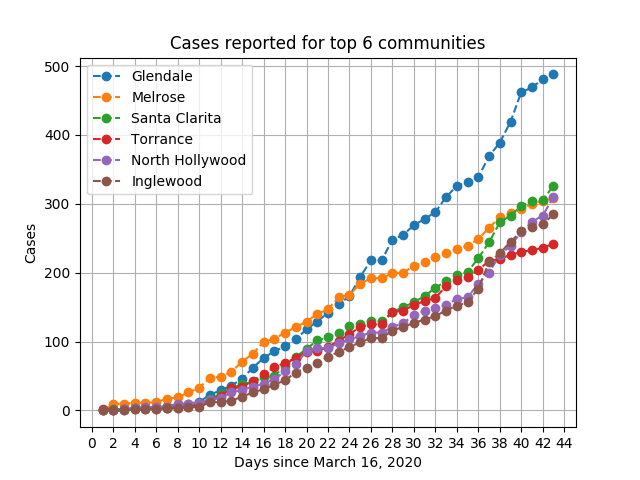 Cases reported for top 6 communities
500
400
300
200
100
0
Cases
Glendale
Melrose
Santa Clarita
Torrance
North Hollywood
Inglewood
0 2 4 6 8 10 12 14 16 18 20 22 24 26 28 30 32 34 36 38 40 42 44
Days since March 16, 2020